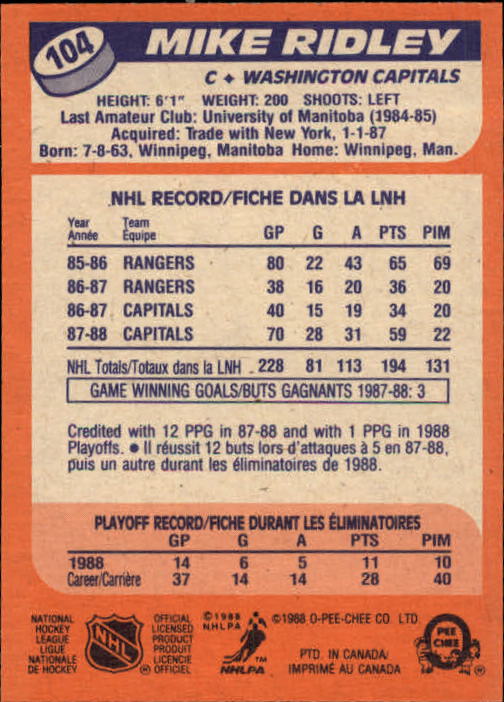 104
MIKE RIDLEY
C ♦ WASHINGTON CAPITALS
HEIGHT: 6'1" WEIGHT: 200 SHOOTS: LEFT
Last Amateur Club: University of Manitoba (1984-85)
Acquired: Trade with New York, 1-1-87
Born: 7-8-63, Winnipeg, Manitoba Home: Winnipeg, Man.
NHL RECORD/FICHE DANS LA LNH
Year Team
Année Équipe GP G A PTS PIM
85-86 RANGERS 80 22 43 65 69
86-87 RANGERS 38 16 20 36 20
86-87 CAPITALS 40 15 19 34 20
87-88 CAPITALS 70 28 31 59 22
NHL Totals/Totaux dans la LNH 228 81 113 194 131
GAME WINNING GOALS/BUTS GAGNANTS 1987-88: 3
Credited with 12 PPG in 87-88 and with 1 PPG in 1988
Playoffs. ● Il réussit 12 buts lors d'attaques à 5 en 87-88,
puis un autre durant les éliminatoires de 1988.
PLAYOFF RECORD/FICHE DURANT LES ÉLIMINATOIRES
GP G A PTS PIM
1988 14 6 5 11 10
Career/Carrière 37 14 14 28 40
NATIONAL
HOCKEY
LEAGUE
LIGUE
NATIONALE
DE HOCKEY
NHL
®
OFFICIAL
LICENSED
PRODUCT
PRODUIT
LICENCIE
OFFICIEL
©1988
NHLPA
™
NHLPA
©1988 O-PEE-CHEE CO. LTD.
PTD. IN CANADA/
IMPRIMÉ AU CANADA
O
PEE
CHEE
®